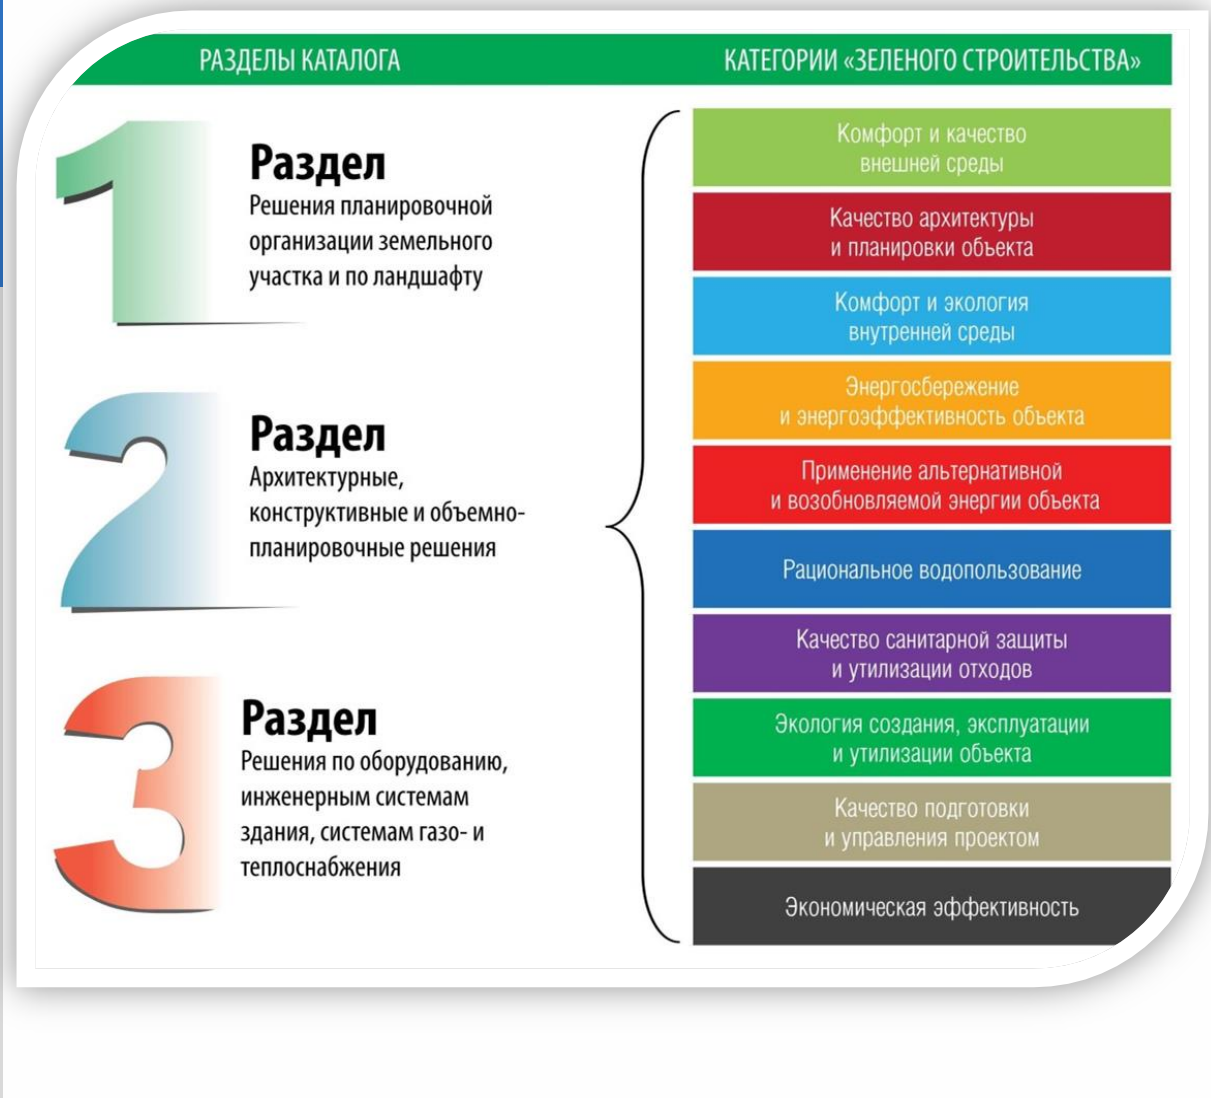 РАЗДЕЛЫ КАТАЛОГА
КАТЕГОРИИ «ЗЕЛЕНОГО СТРОИТЕЛЬСТВА»
1
Раздел
Решения планировочной
организации земельного
участка и по ландшафту
2
Раздел
Архитектурные,
конструктивные и объемно-
планировочные решения
3
Раздел
Решения по оборудованию,
инженерным системам
здания, системам газо- и
теплоснабжения
Комфорт и качество
внешней среды
Качество архитектуры
и планировки объекта
Комфорт и экология
внутренней среды
Энергосбережение
и энергоэффективность объекта
Применение альтернативной
и возобновляемой энергии объекта
Рациональное водопользование
Качество санитарной защиты
и утилизации отходов
Экология создания, эксплуатации
и утилизации объекта
Качество подготовки
и управления проектом
Экономическая эффективность